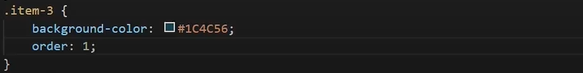 .item-3 {
    background-color: #1C4C56;
    order: 1;
}